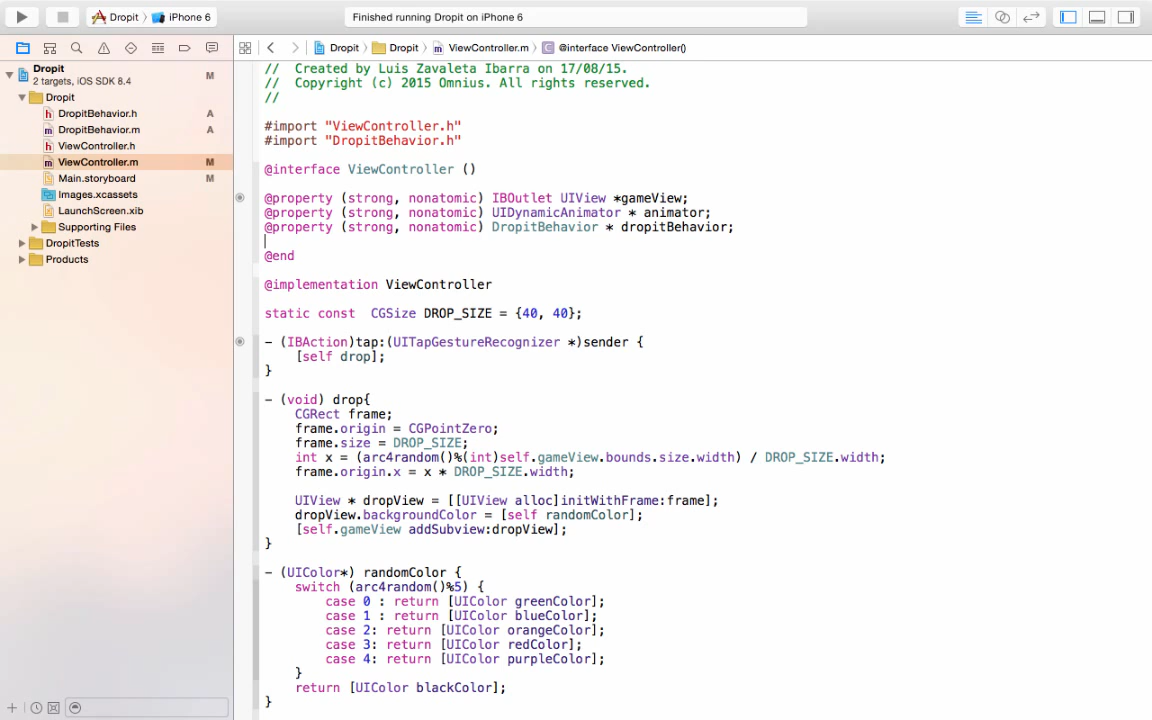 Dropit
iPhone 6
Finished running Dropit on iPhone 6
Dropit
Dropit
ViewController.m
@interface ViewController()
Dropit
M
2 targets, iOS SDK 8.4
Dropit
DropitBehavior.h
A
DropitBehavior.m
A
ViewController.h
ViewController.m
M
Main.storyboard
M
Images.xcassets
LaunchScreen.xib
Supporting Files
DropitTests
Products
//  Created by Luis Zavaleta Ibarra on 17/08/15.
//  Copyright (c) 2015 Omnius. All rights reserved.
//
#import "ViewController.h"
#import "DropitBehavior.h"
@interface ViewController ()
@property (strong, nonatomic) IBOutlet UIView *gameView;
@property (strong, nonatomic) UIDynamicAnimator * animator;
@property (strong, nonatomic) DropitBehavior * dropitBehavior;
@end
@implementation ViewController
static const  CGSize DROP_SIZE = {40, 40};
- (IBAction)tap:(UITapGestureRecognizer *)sender {
    [self drop];
}
- (void) drop{
    CGRect frame;
    frame.origin = CGPointZero;
    frame.size = DROP_SIZE;
    int x = (arc4random()%(int)self.gameView.bounds.size.width) / DROP_SIZE.width;
    frame.origin.x = x * DROP_SIZE.width;
    UIView * dropView = [[UIView alloc]initWithFrame:frame];
    dropView.backgroundColor = [self randomColor];
    [self.gameView addSubview:dropView];
}
- (UIColor*) randomColor {
    switch (arc4random()%5) {
        case 0 : return [UIColor greenColor];
        case 1 : return [UIColor blueColor];
        case 2: return [UIColor orangeColor];
        case 3: return [UIColor redColor];
        case 4: return [UIColor purpleColor];
    }
    return [UIColor blackColor];
}